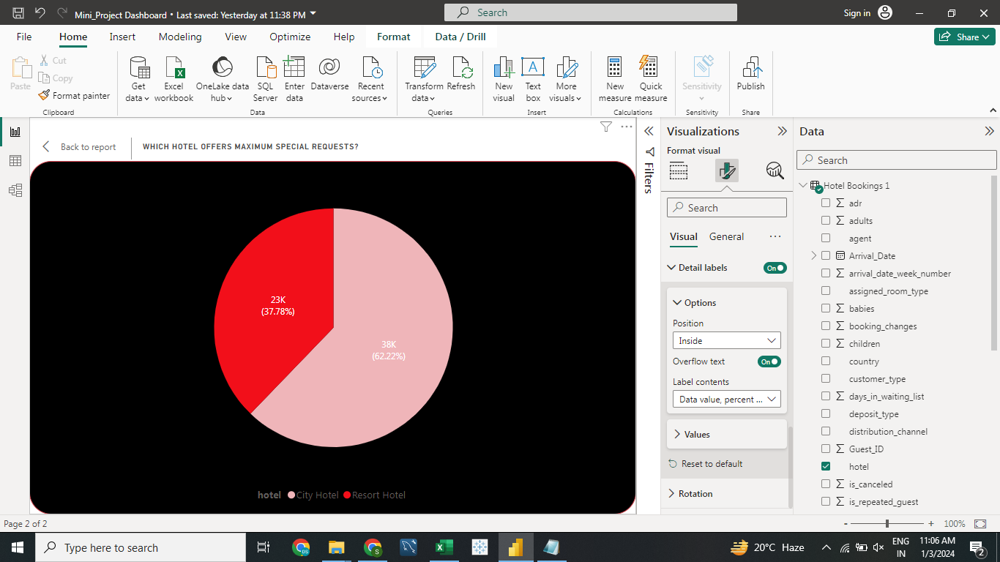 Mini_Project Dashboard • Last saved: Yesterday at 11:38 PM
Search
Sign in
File Home Insert Modeling View Optimize Help Format Data / Drill
Share
Paste
Cut
Copy
Format painter
Clipboard
Get data
Excel workbook
OneLake data hub
SQL Server
Enter data
Dataverse
Recent sources
Data
Transform data
Refresh
Queries
New visual
Text box
More visuals
Insert
New measure
Quick measure
Calculations
Sensitivity
Sensitivity
Publish
Share
Back to report
WHICH HOTEL OFFERS MAXIMUM SPECIAL REQUESTS?
23K
(37.78%)
38K
(62.22%)
hotel City Hotel Resort Hotel
Filters
Visualizations
Format visual
Search
Visual General
Detail labels
On
Options
Position
Inside
Overflow text
On
Label contents
Data value, percent ...
Values
Reset to default
Rotation
Data
Search
Hotel Bookings 1
adr
adults
agent
Arrival_Date
arrival_date_week_number
assigned_room_type
babies
booking_changes
children
country
customer_type
days_in_waiting_list
deposit_type
distribution_channel
Guest_ID
hotel
is_canceled
is_repeated_guest
Page 2 of 2
- + 100%
Type here to search
20°C Haze
ENG
IN
11:06 AM
1/3/2024
2